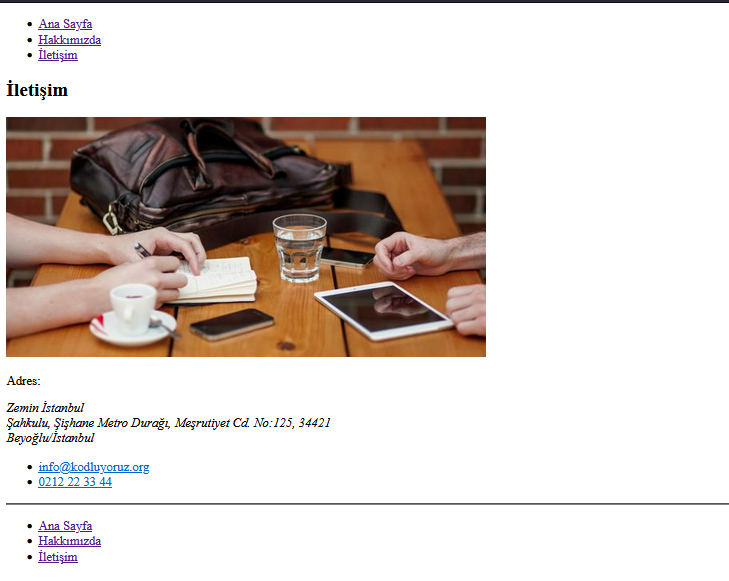 Ana Sayfa
Hakkımızda
İletişim
İletişim
Adres:
Zemin İstanbul
Şahkulu, Şişhane Metro Durağı, Meşrutiyet Cd. No:125, 34421
Beyoğlu/İstanbul
info@kodluyoruz.org
0212 22 33 44
Ana Sayfa
Hakkımızda
İletişim